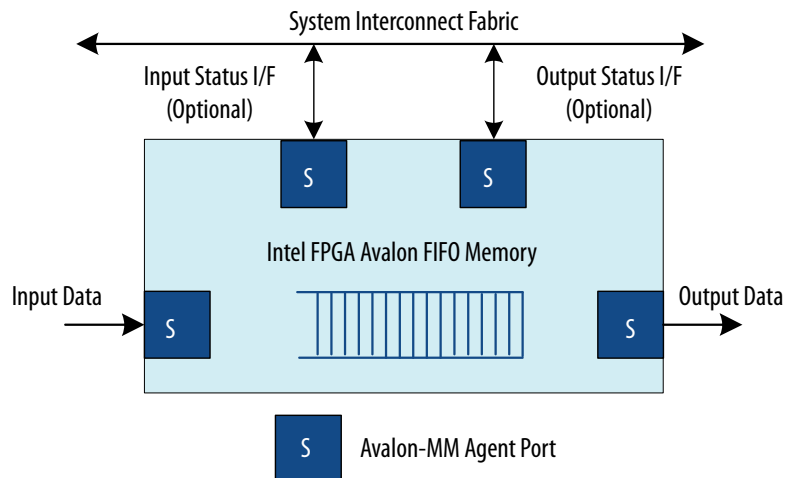 System Interconnect Fabric
Input Status I/F
(Optional)
Output Status I/F
(Optional)
S
S
Intel FPGA Avalon FIFO Memory
Input Data
S
S
Output Data
S
Avalon-MM Agent Port